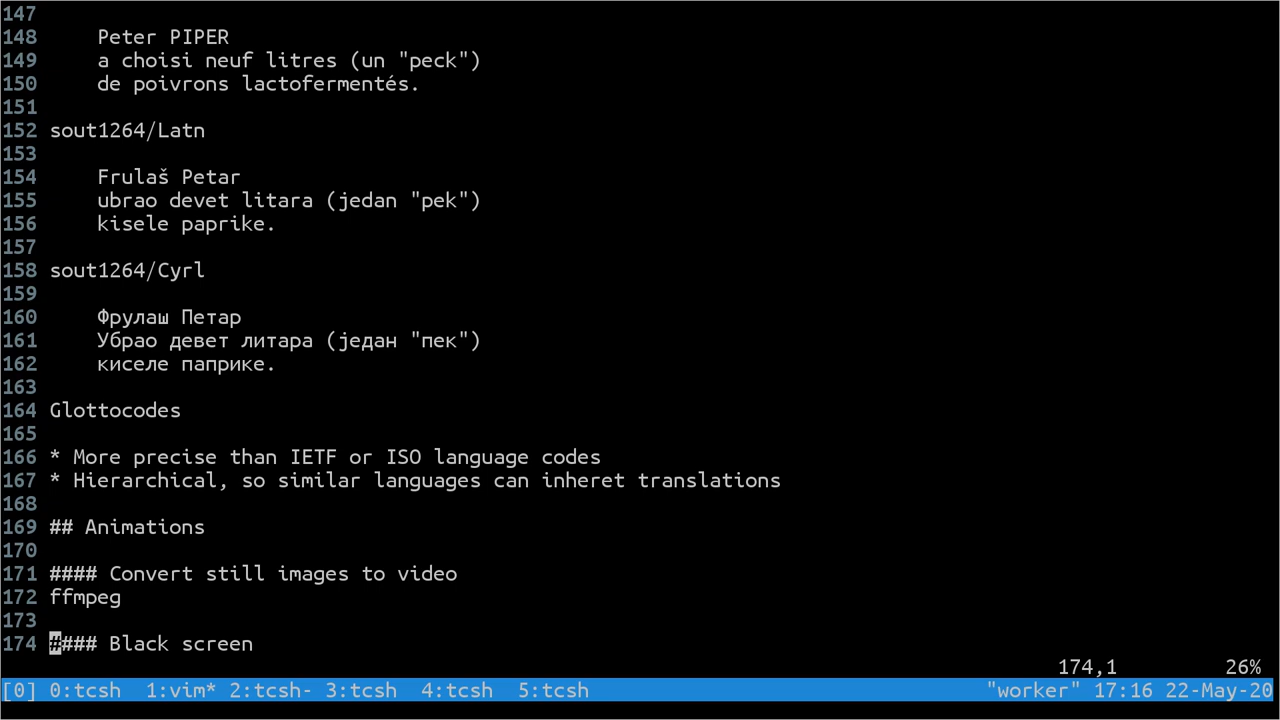 147
148     Peter PIPER
149     a choisi neuf litres (un "peck")
150     de poivrons lactofermentés.
151
152 sout1264/Latn
153
154     Frulaš Petar
155     ubrao devet litara (jedan "pek")
156     kisele paprike.
157
158 sout1264/Cyrl
159
160     Фрулаш Петар
161     Убрао девет литара (један "пек")
162     киселе паприке.
163
164 Glottocodes
165
166 * More precise than IETF or ISO language codes
167 * Hierarchical, so similar languages can inheret translations
168
169 ## Animations
170
171 #### Convert still images to video
172 ffmpeg
173
174 #### Black screen
174,1         26%
[0] 0:tcsh  1:vim* 2:tcsh- 3:tcsh  4:tcsh  5:tcsh "worker" 17:16 22-May-20